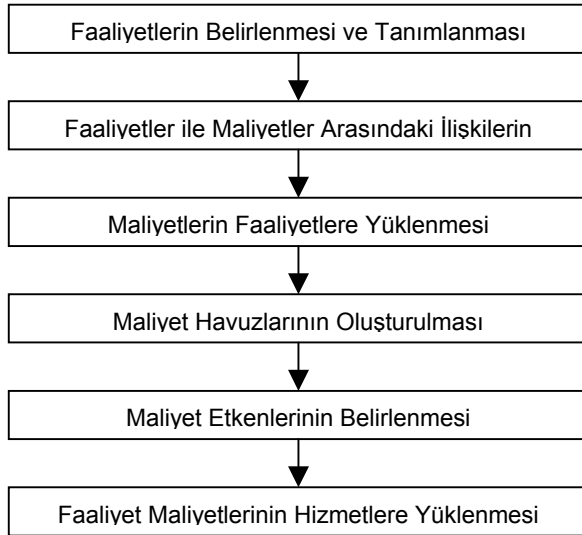 Faaliyetlerin Belirlenmesi ve Tanımlanması
Faaliyetler ile Maliyetler Arasındaki İlişkilerin
Maliyetlerin Faaliyetlere Yüklenmesi
Maliyet Havuzlarının Oluşturulması
Maliyet Etkenlerinin Belirlenmesi
Faaliyet Maliyetlerinin Hizmetlere Yüklenmesi